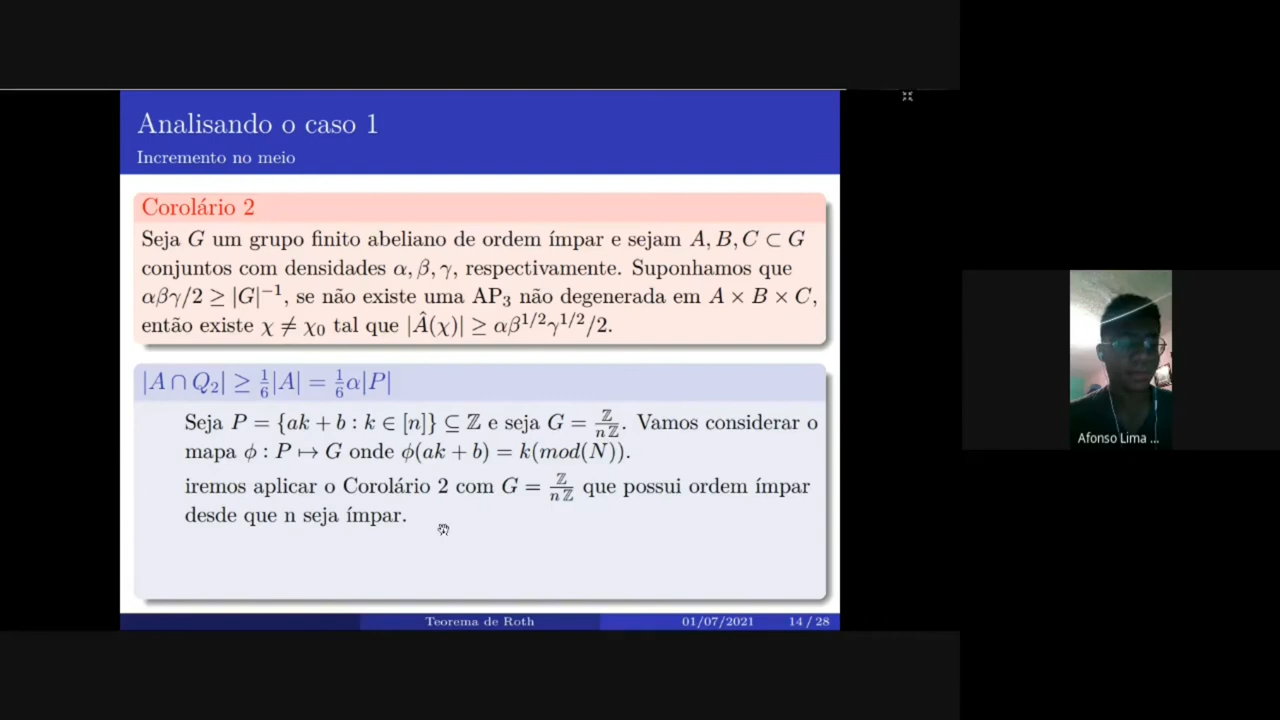 Analisando o caso 1
Incremento no meio
Corolário 2
Seja G um grupo finito abeliano de ordem ímpar e sejam A, B, C ⊂ G
conjuntos com densidades α, β, γ, respectivamente. Suponhamos que
αβγ/2 ≥ |G|⁻¹, se não existe uma AP₃ não degenerada em A × B × C,
então existe χ ≠ χ₀ tal que |Â(χ)| ≥ αβ^{1/2}γ^{1/2}/2.
|A ∩ Q₂| ≥ 1/6|A| = 1/6α|P|
Seja P = {ak + b : k ∈ [n]} ⊆ ℤ e seja G = ℤ/nℤ. Vamos considerar o
mapa ϕ : P ↦ G onde ϕ(ak + b) = k(mod(N)).
iremos aplicar o Corolário 2 com G = ℤ/nℤ que possui ordem ímpar
desde que n seja ímpar.
Teorema de Roth 01/07/2021 14 / 28
Afonso Lima ...